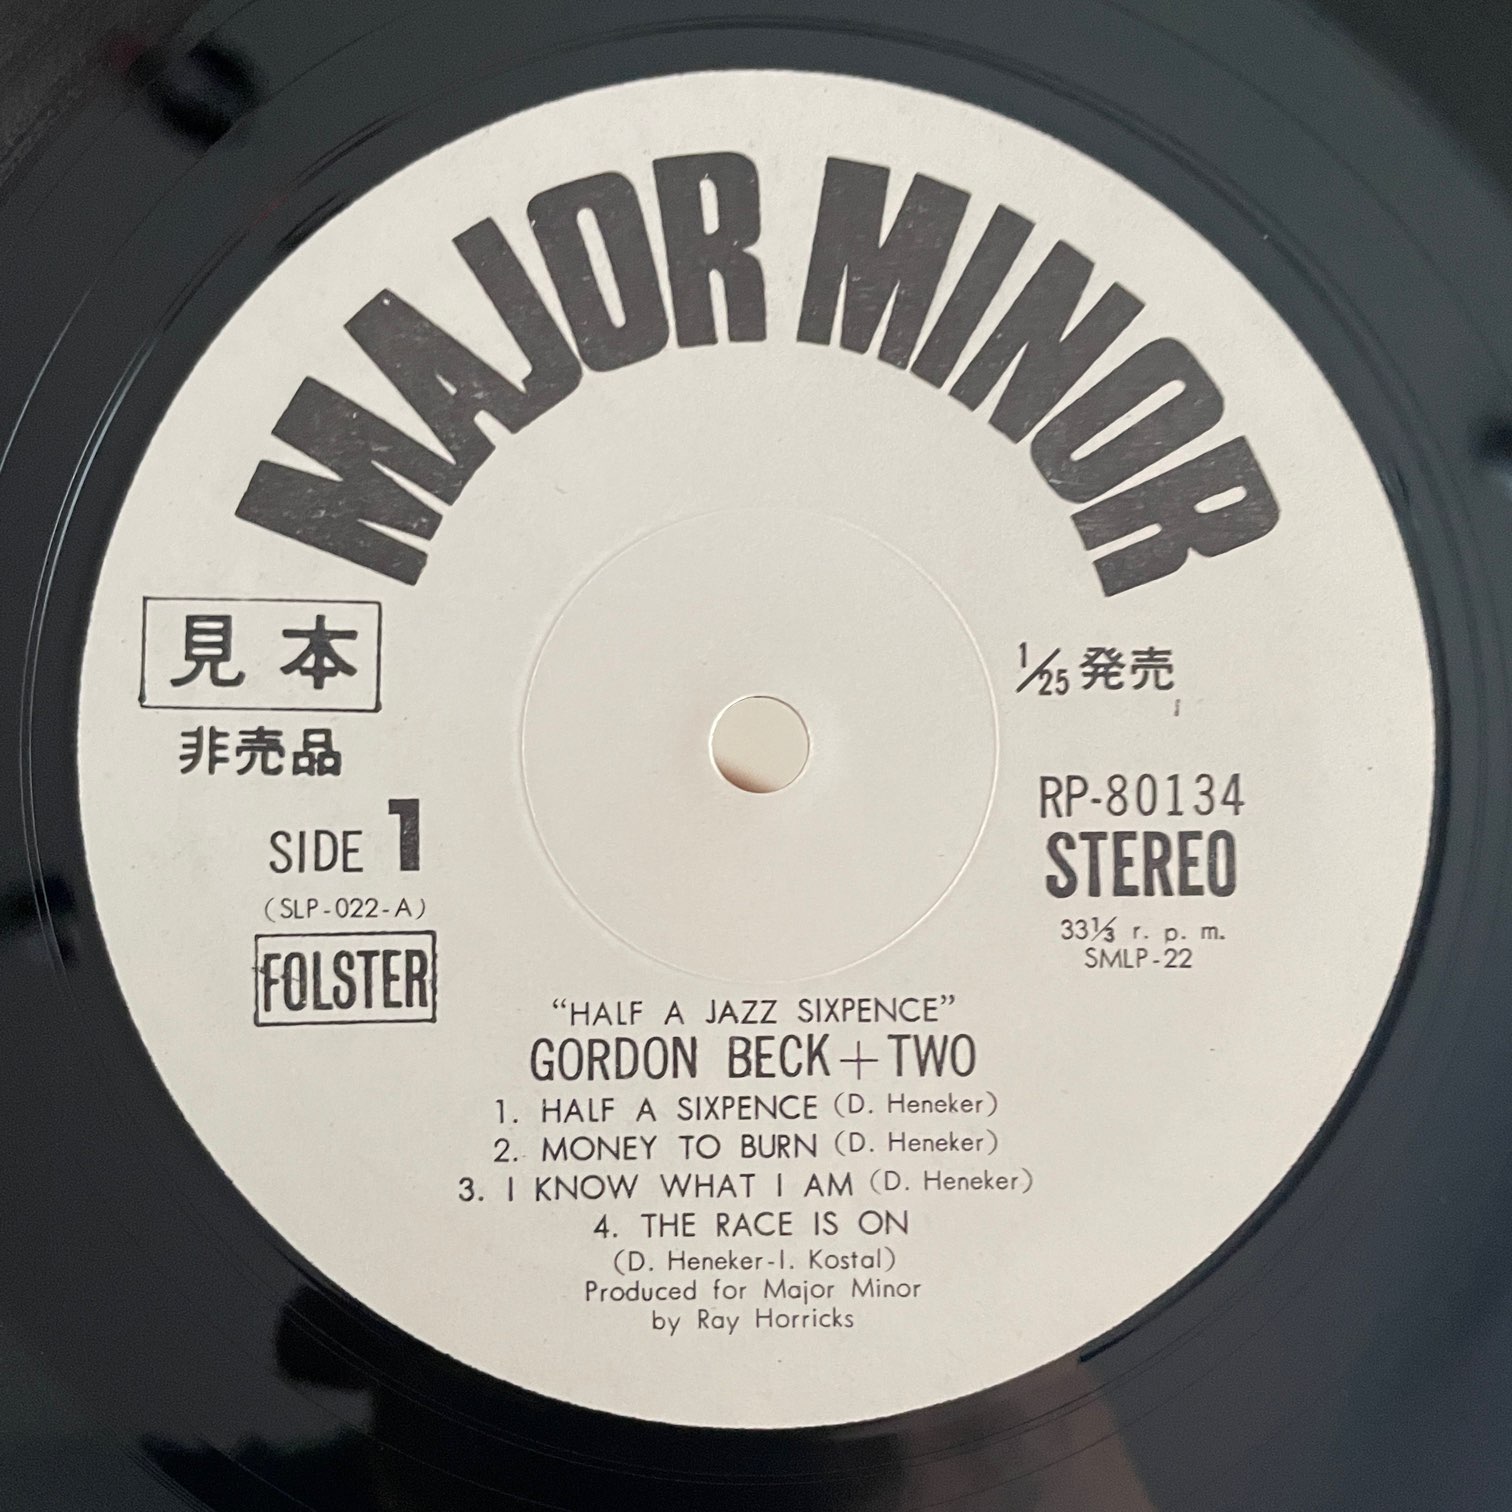 MAJOR MINOR
見本
非売品
1/25 発売
SIDE 1
(SLP-022-A)
FOLSTER
RP-80134
STEREO
33⅓ r. p. m.
SMLP-22
“HALF A JAZZ SIXPENCE”
GORDON BECK+TWO
1. HALF A SIXPENCE (D. Heneker)
2. MONEY TO BURN (D. Heneker)
3. I KNOW WHAT I AM (D. Heneker)
4. THE RACE IS ON
(D. Heneker-I. Kostal)
Produced for Major Minor
by Ray Horricks